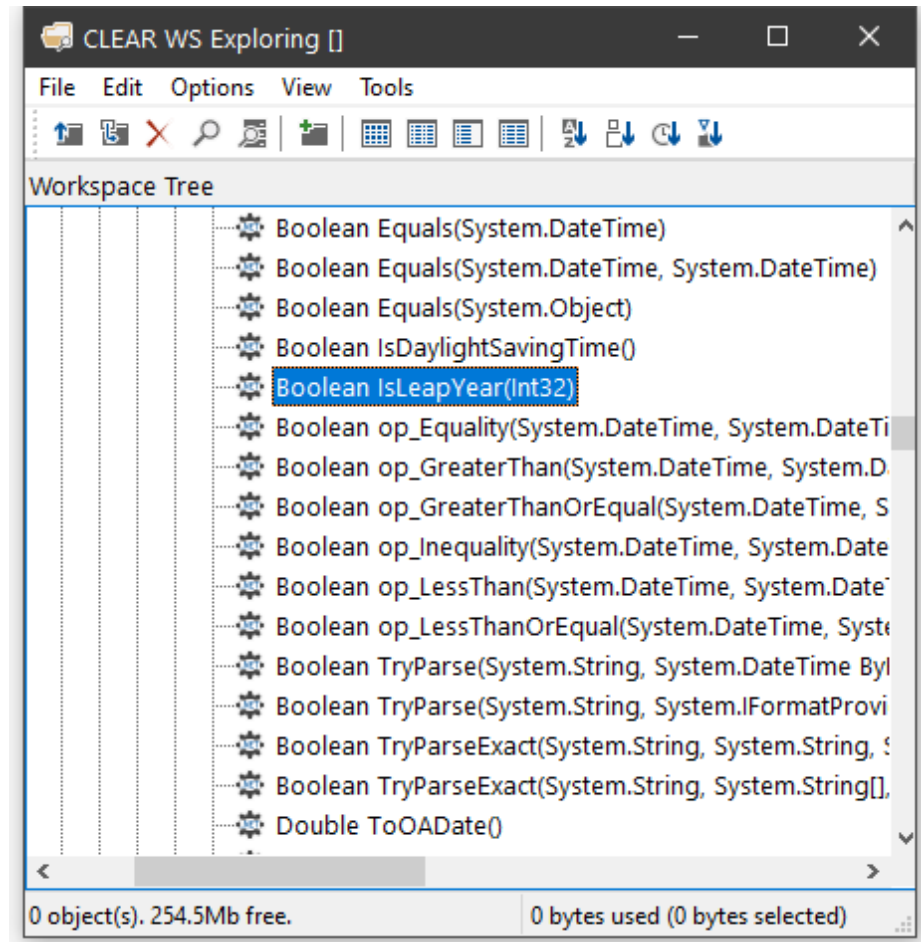 CLEAR WS Exploring []
File Edit Options View Tools
Workspace Tree
Boolean Equals(System.DateTime)
Boolean Equals(System.DateTime, System.DateTime)
Boolean Equals(System.Object)
Boolean IsDaylightSavingTime()
Boolean IsLeapYear(Int32)
Boolean op_Equality(System.DateTime, System.DateTi
Boolean op_GreaterThan(System.DateTime, System.D
Boolean op_GreaterThanOrEqual(System.DateTime, S
Boolean op_Inequality(System.DateTime, System.Date
Boolean op_LessThan(System.DateTime, System.Date
Boolean op_LessThanOrEqual(System.DateTime, Syste
Boolean TryParse(System.String, System.DateTime ByI
Boolean TryParse(System.String, System.IFormatProvi
Boolean TryParseExact(System.String, System.String, S
Boolean TryParseExact(System.String, System.String[],
Double ToOADate()
0 object(s). 254.5Mb free. 0 bytes used (0 bytes selected)